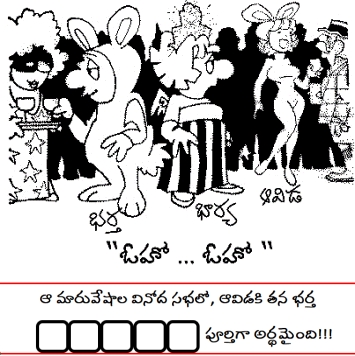 భర్త
భార్య
ఆవిడ
"ఓహో ... ఓహో "
ఆ మారువేషాల వినోద సభలో, ఆవిడకి తన భర్త
పూర్తిగా అర్థమైంది!!!